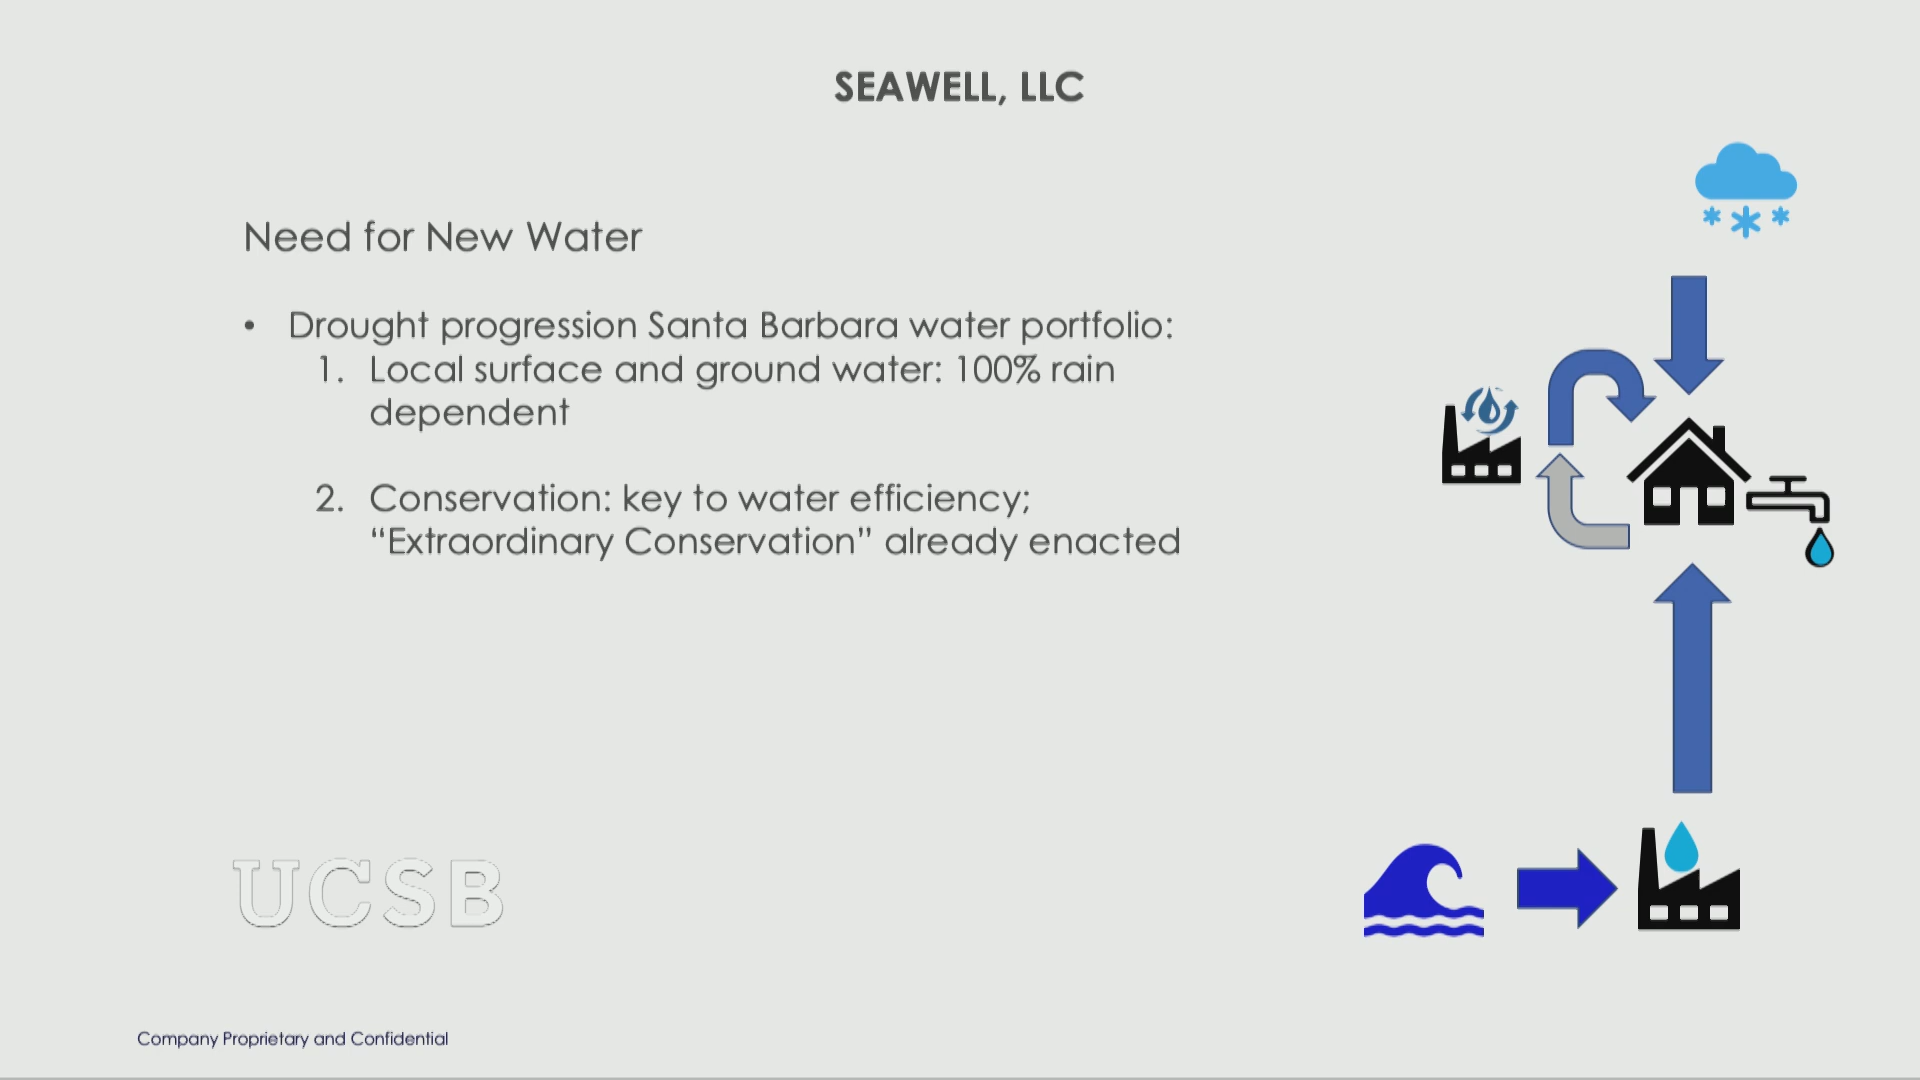 SEAWELL, LLC
Need for New Water
• Drought progression Santa Barbara water portfolio:
1. Local surface and ground water: 100% rain
dependent
2. Conservation: key to water efficiency;
“Extraordinary Conservation” already enacted
UCSB
Company Proprietary and Confidential